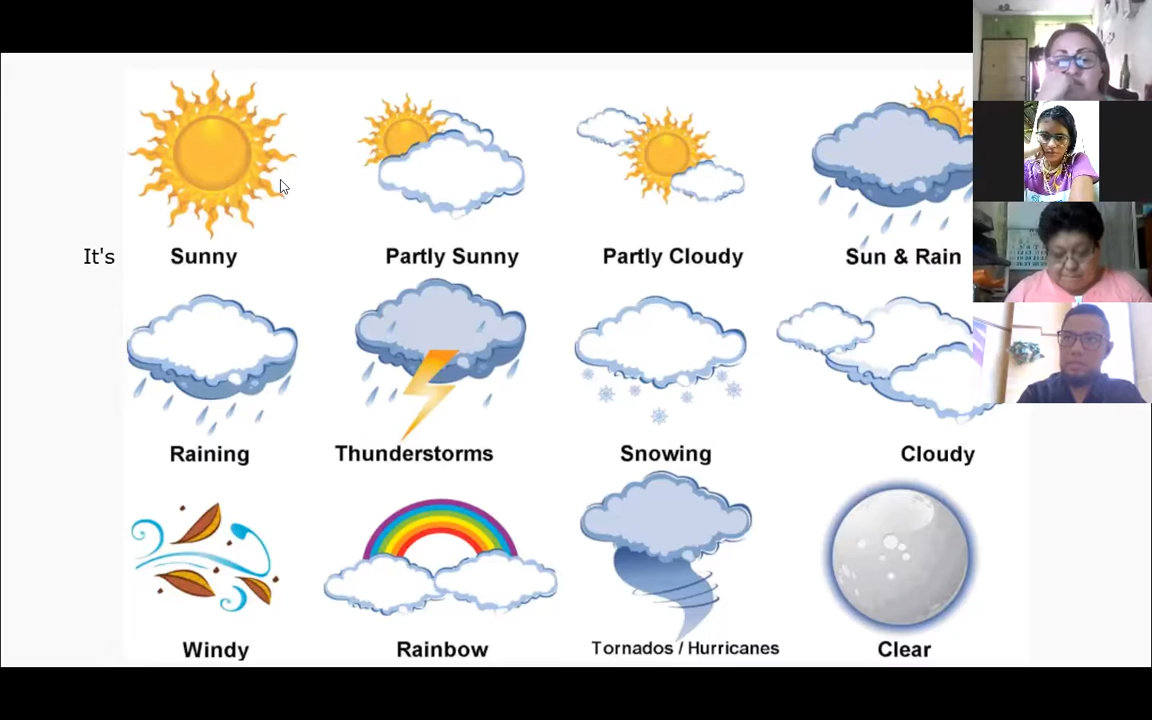 It's Sunny Partly Sunny Partly Cloudy Sun & Rain
Raining Thunderstorms Snowing Cloudy
Windy Rainbow Tornados / Hurricanes Clear